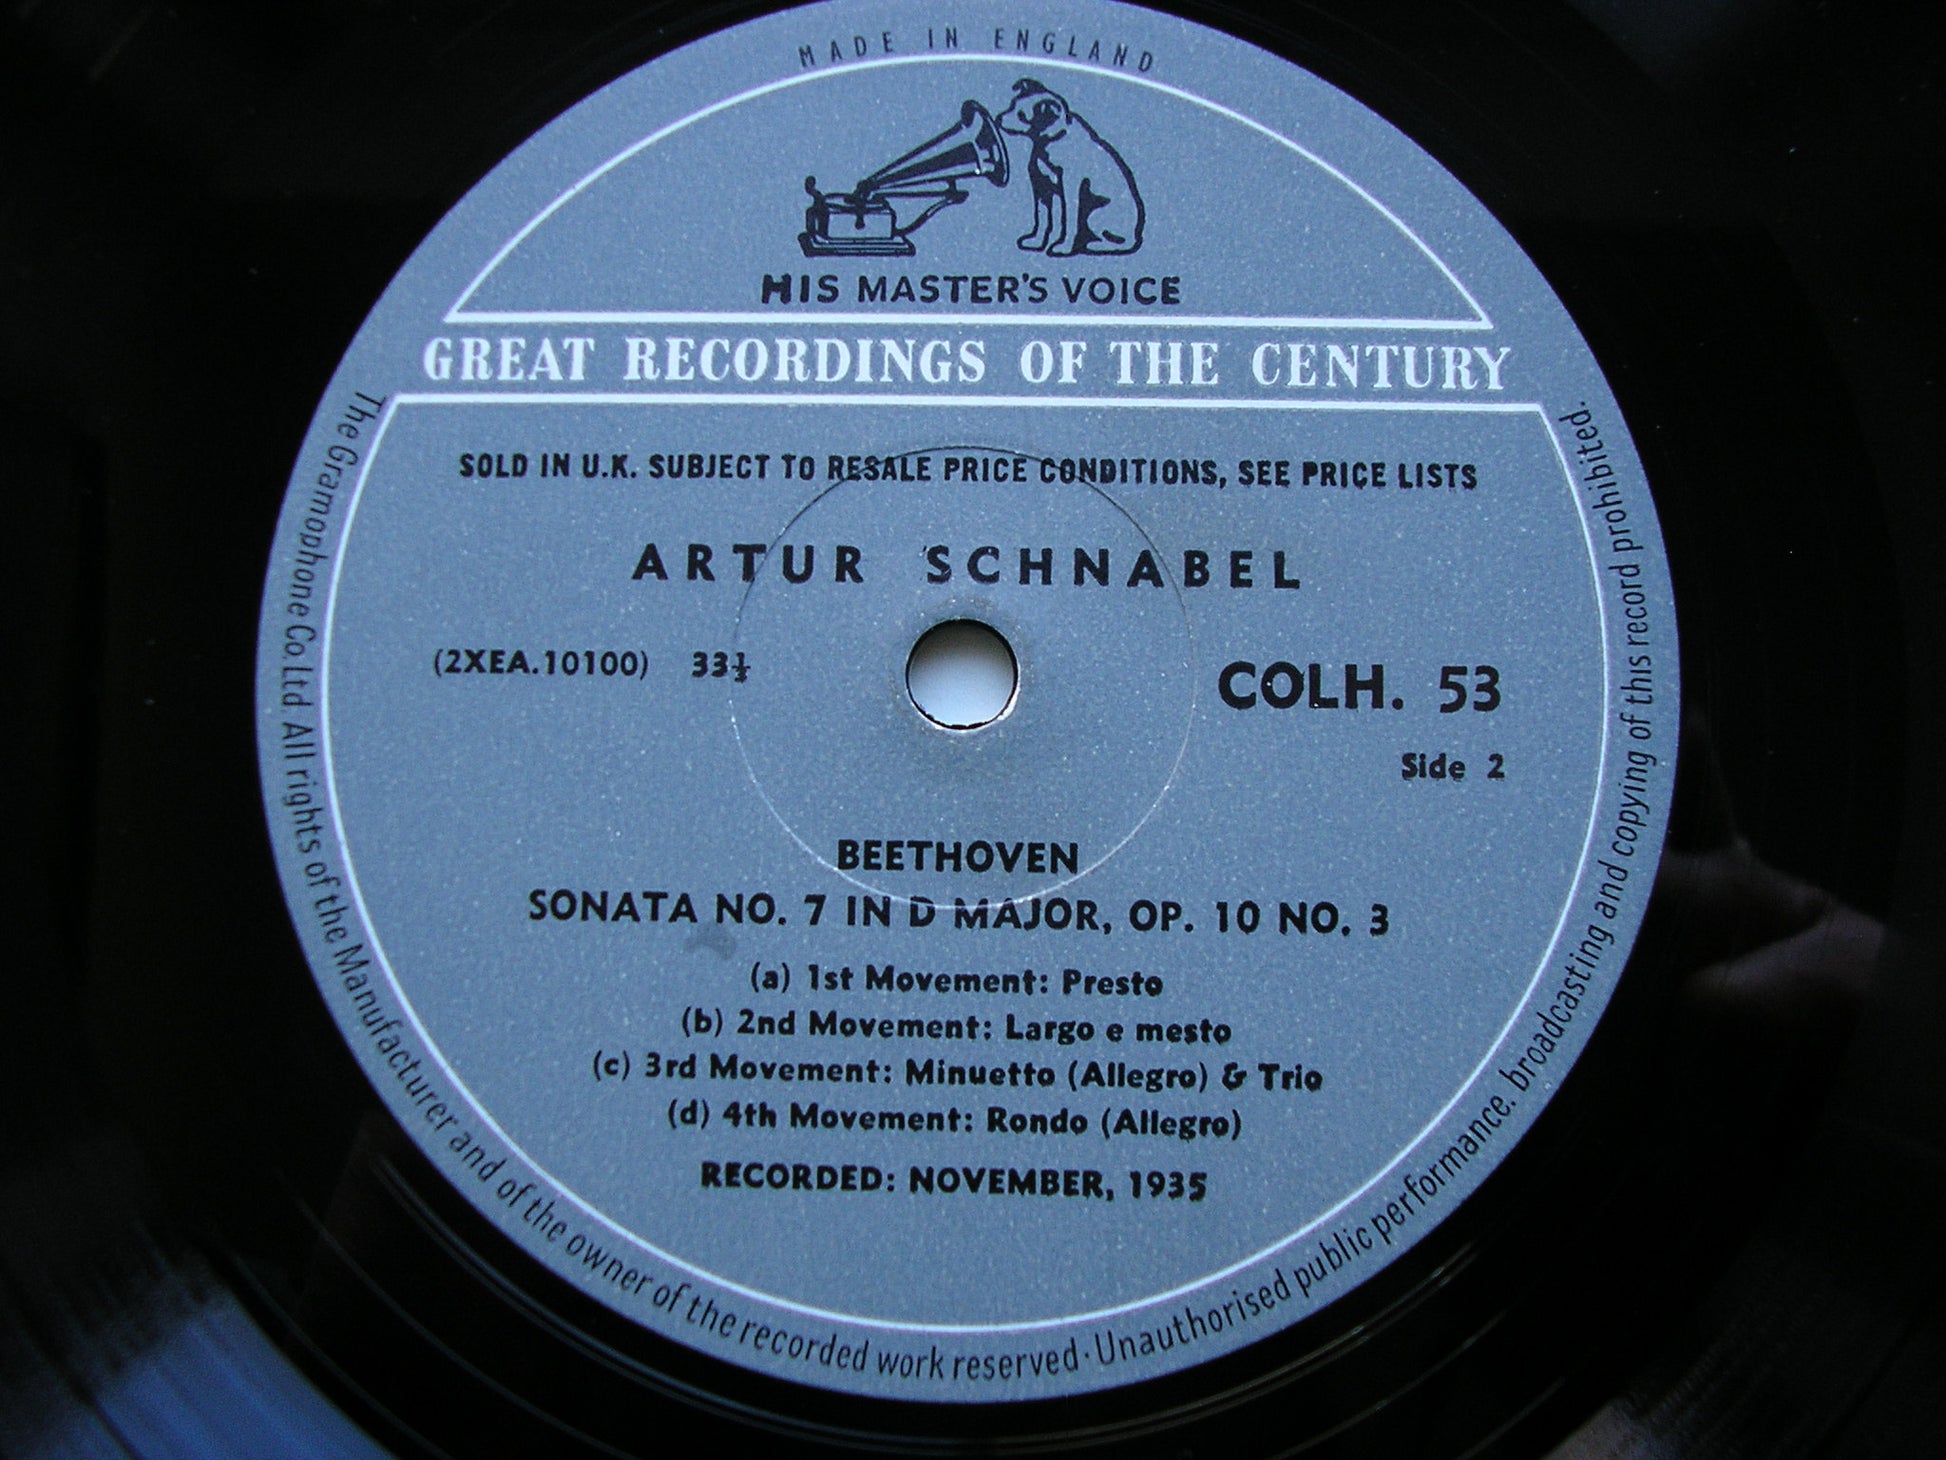 MADE IN ENGLAND
HIS MASTER'S VOICE
GREAT RECORDINGS OF THE CENTURY
SOLD IN U.K. SUBJECT TO RESALE PRICE CONDITIONS, SEE PRICE LISTS
ARTUR SCHNABEL
(2XEA.10100) 33⅓
COLH. 53
Side 2
BEETHOVEN
SONATA NO. 7 IN D MAJOR, OP. 10 NO. 3
(a) 1st Movement: Presto
(b) 2nd Movement: Largo e mesto
(c) 3rd Movement: Minuetto (Allegro) & Trio
(d) 4th Movement: Rondo (Allegro)
RECORDED: NOVEMBER, 1935
The Gramophone Co. Ltd. All rights of the Manufacturer and of the owner of the recorded work reserved · Unauthorised public performance. broadcasting and copying of this record prohibited.